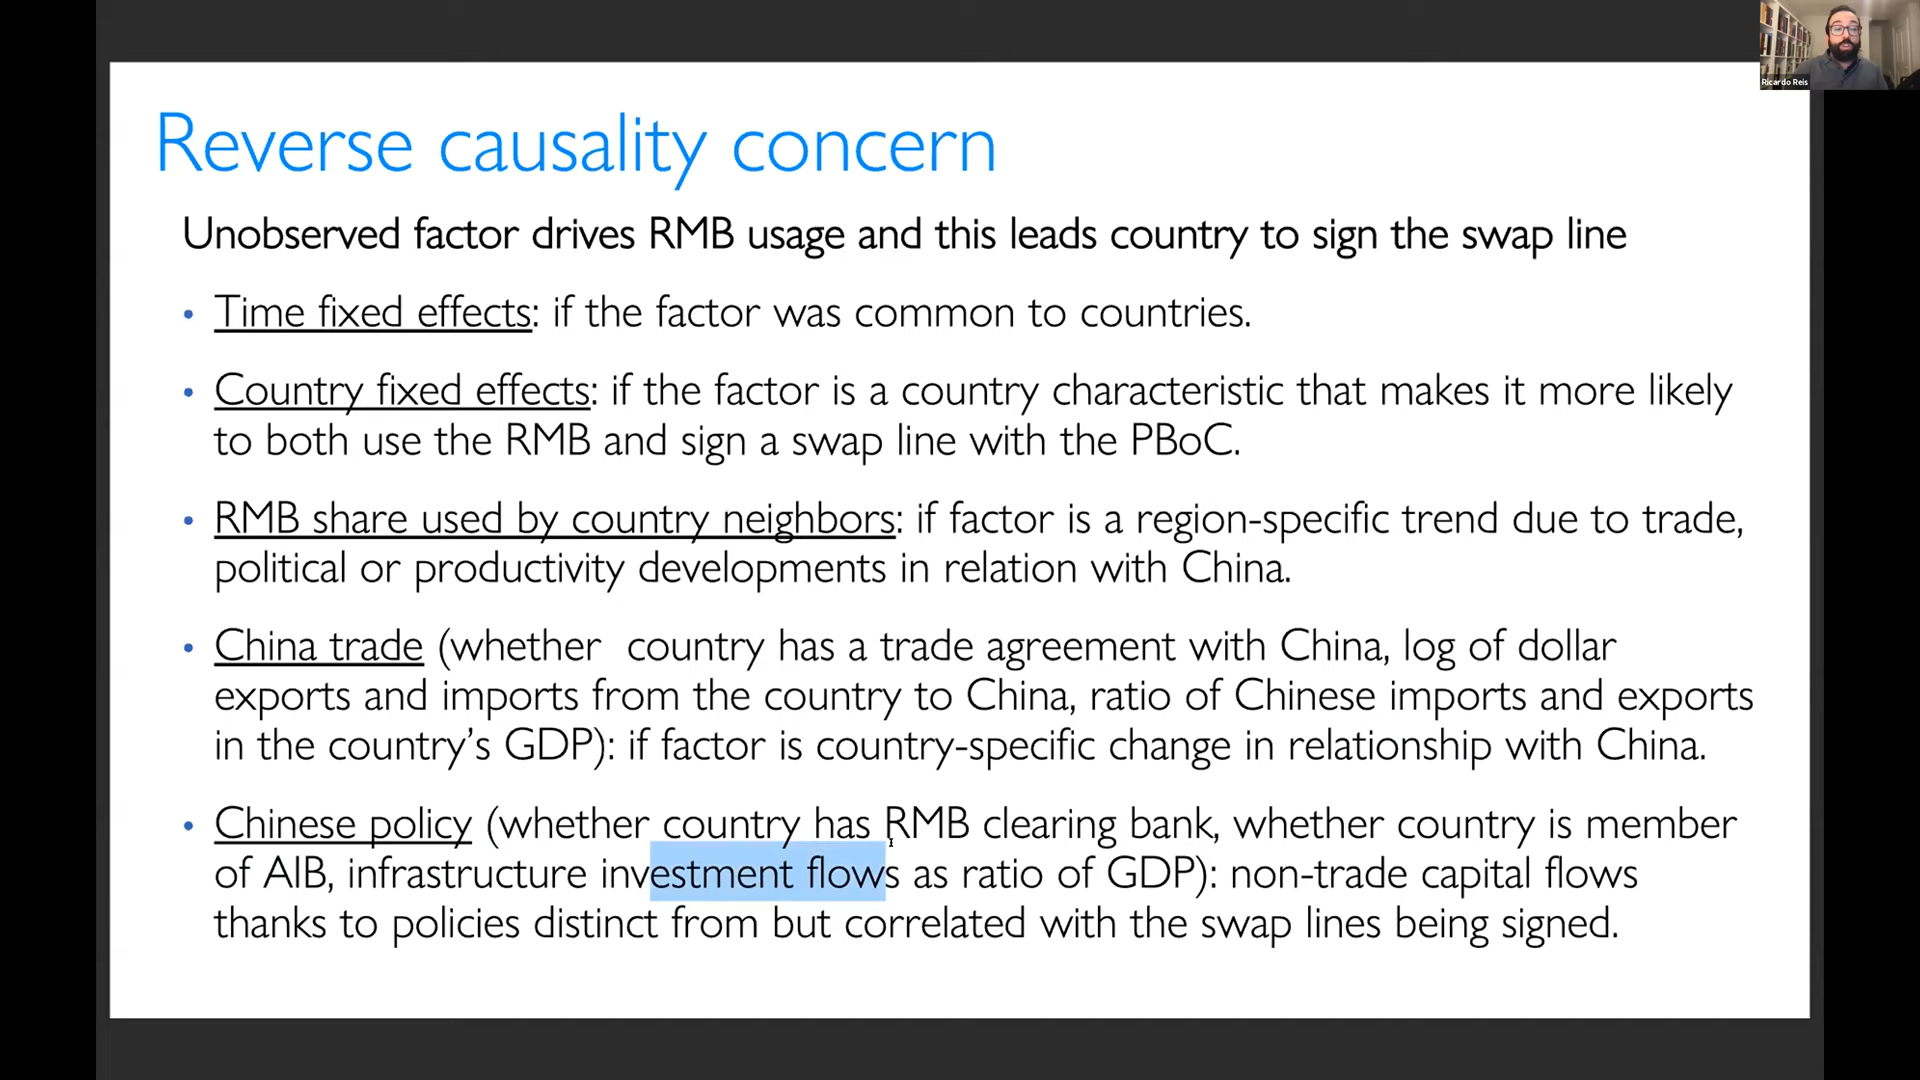 Ricardo Reis
Reverse causality concern
Unobserved factor drives RMB usage and this leads country to sign the swap line
• Time fixed effects: if the factor was common to countries.
• Country fixed effects: if the factor is a country characteristic that makes it more likely
to both use the RMB and sign a swap line with the PBoC.
• RMB share used by country neighbors: if factor is a region-specific trend due to trade,
political or productivity developments in relation with China.
• China trade (whether country has a trade agreement with China, log of dollar
exports and imports from the country to China, ratio of Chinese imports and exports
in the country's GDP): if factor is country-specific change in relationship with China.
• Chinese policy (whether country has RMB clearing bank, whether country is member
of AIB, infrastructure investment flows as ratio of GDP): non-trade capital flows
thanks to policies distinct from but correlated with the swap lines being signed.